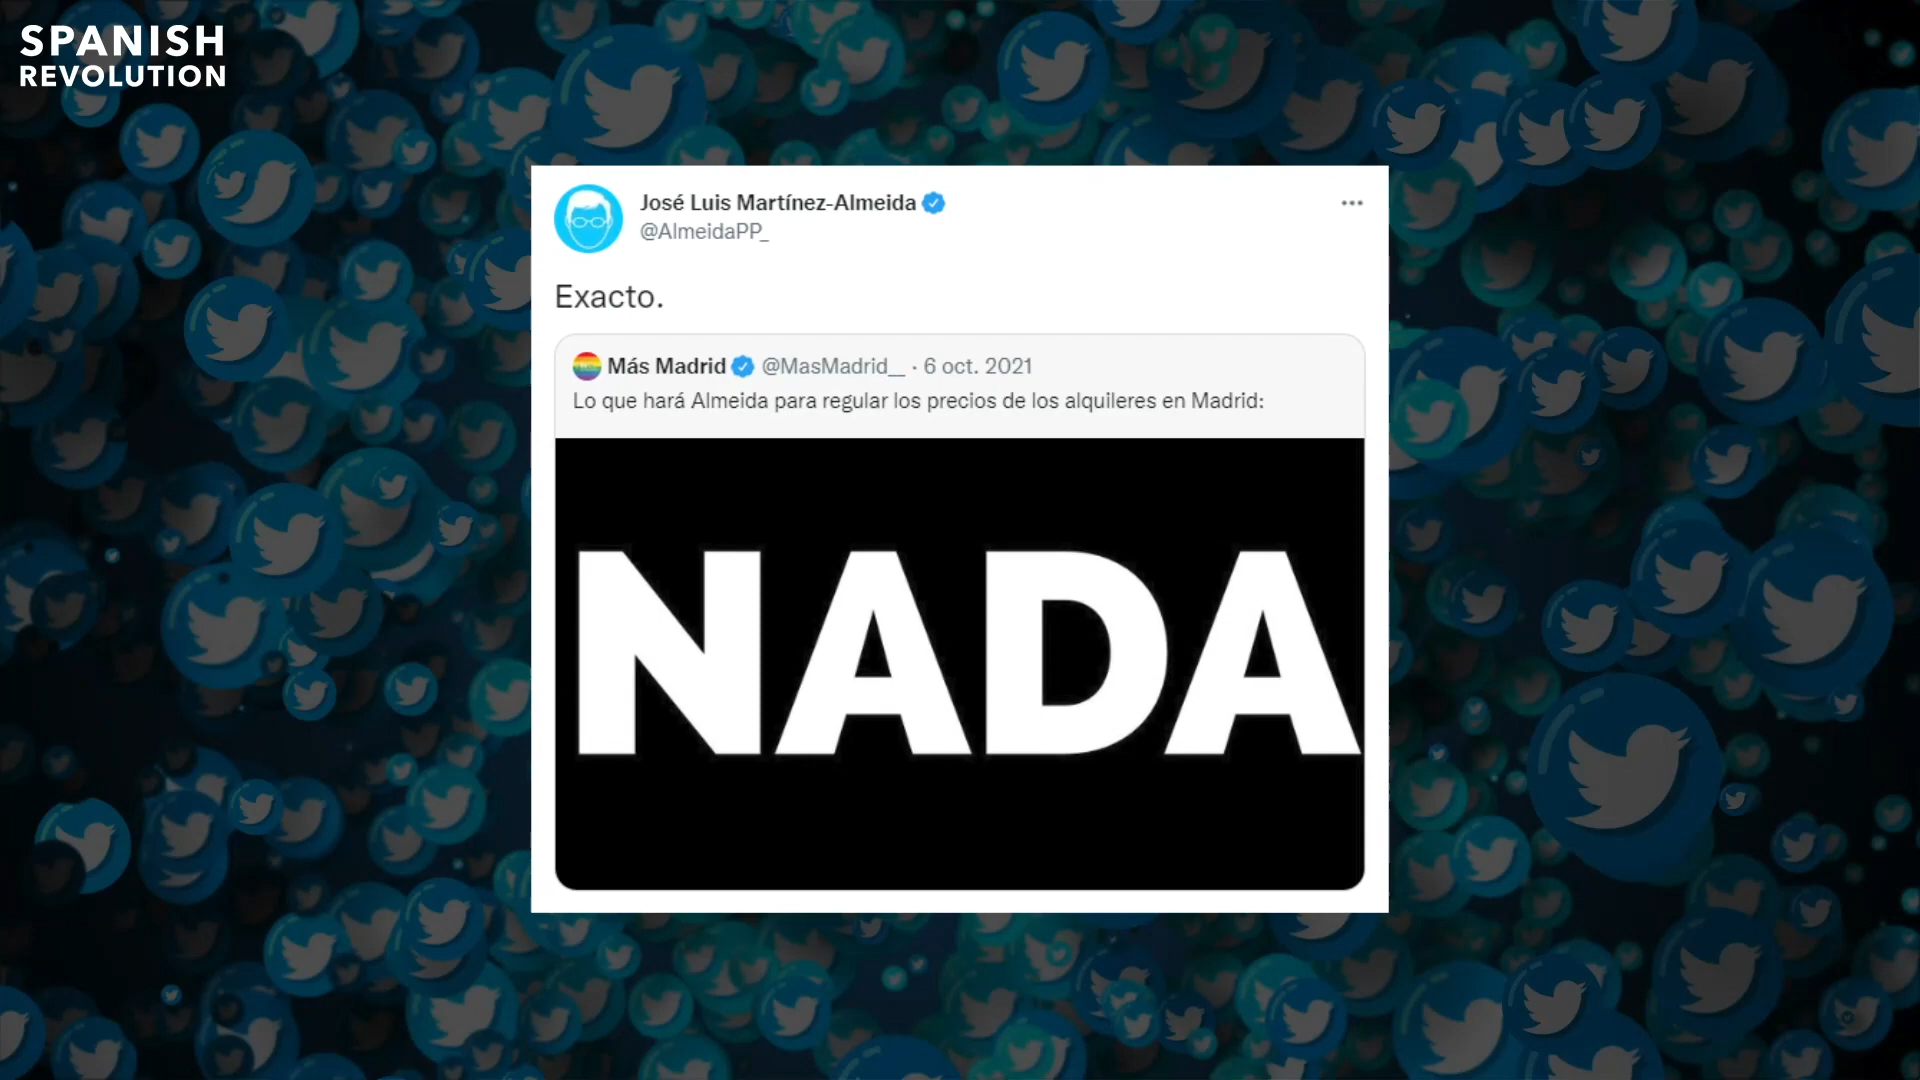 SPANISH
REVOLUTION
José Luis Martínez-Almeida
@AlmeidaPP_
Exacto.
Más Madrid @MasMadrid__ · 6 oct. 2021
Lo que hará Almeida para regular los precios de los alquileres en Madrid:
NADA